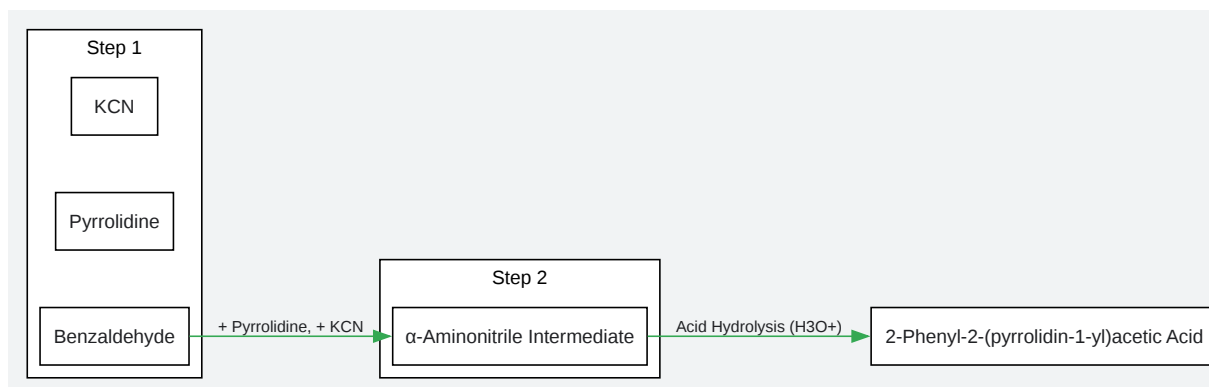 Step 1
KCN
Pyrrolidine
Benzaldehyde
+ Pyrrolidine, + KCN
Step 2
α-Aminonitrile Intermediate
Acid Hydrolysis (H3O+)
2-Phenyl-2-(pyrrolidin-1-yl)acetic Acid